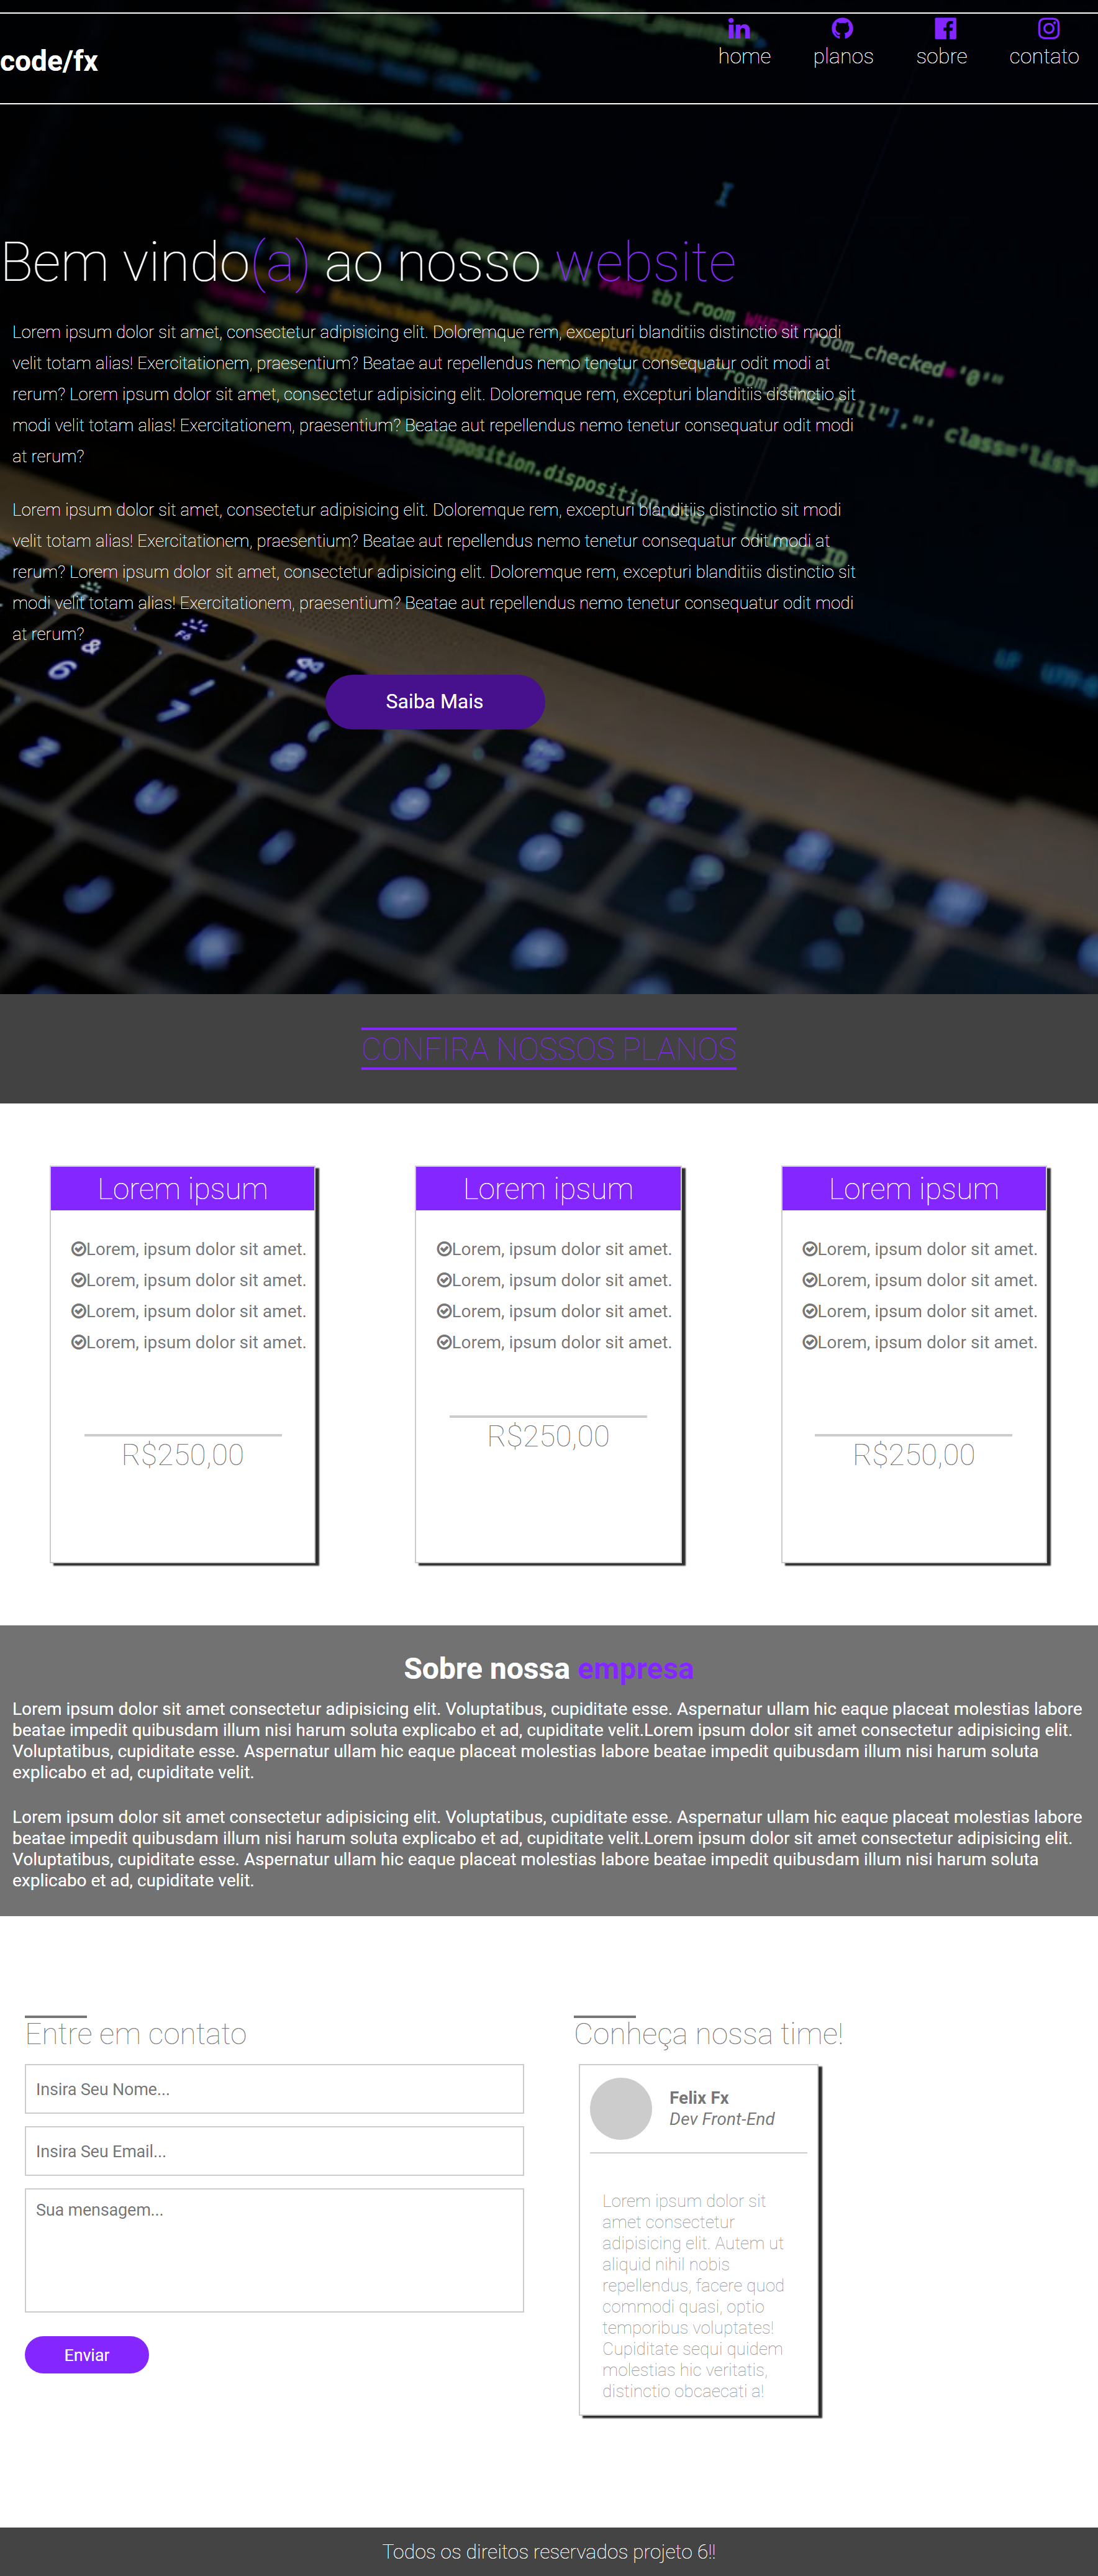 code/fx
home planos sobre contato
Bem vindo(a) ao nosso website
Lorem ipsum dolor sit amet, consectetur adipisicing elit. Doloremque rem, excepturi blanditiis distinctio sit modi
velit totam alias! Exercitationem, praesentium? Beatae aut repellendus nemo tenetur consequatur odit modi at
rerum? Lorem ipsum dolor sit amet, consectetur adipisicing elit. Doloremque rem, excepturi blanditiis distinctio sit
modi velit totam alias! Exercitationem, praesentium? Beatae aut repellendus nemo tenetur consequatur odit modi
at rerum?
Lorem ipsum dolor sit amet, consectetur adipisicing elit. Doloremque rem, excepturi blanditiis distinctio sit modi
velit totam alias! Exercitationem, praesentium? Beatae aut repellendus nemo tenetur consequatur odit modi at
rerum? Lorem ipsum dolor sit amet, consectetur adipisicing elit. Doloremque rem, excepturi blanditiis distinctio sit
modi velit totam alias! Exercitationem, praesentium? Beatae aut repellendus nemo tenetur consequatur odit modi
at rerum?
Saiba Mais
CONFIRA NOSSOS PLANOS
Lorem ipsum
Lorem, ipsum dolor sit amet.
Lorem, ipsum dolor sit amet.
Lorem, ipsum dolor sit amet.
Lorem, ipsum dolor sit amet.
R$250,00
Lorem ipsum
Lorem, ipsum dolor sit amet.
Lorem, ipsum dolor sit amet.
Lorem, ipsum dolor sit amet.
Lorem, ipsum dolor sit amet.
R$250,00
Lorem ipsum
Lorem, ipsum dolor sit amet.
Lorem, ipsum dolor sit amet.
Lorem, ipsum dolor sit amet.
Lorem, ipsum dolor sit amet.
R$250,00
Sobre nossa empresa
Lorem ipsum dolor sit amet consectetur adipisicing elit. Voluptatibus, cupiditate esse. Aspernatur ullam hic eaque placeat molestias labore
beatae impedit quibusdam illum nisi harum soluta explicabo et ad, cupiditate velit.Lorem ipsum dolor sit amet consectetur adipisicing elit.
Voluptatibus, cupiditate esse. Aspernatur ullam hic eaque placeat molestias labore beatae impedit quibusdam illum nisi harum soluta
explicabo et ad, cupiditate velit.
Lorem ipsum dolor sit amet consectetur adipisicing elit. Voluptatibus, cupiditate esse. Aspernatur ullam hic eaque placeat molestias labore
beatae impedit quibusdam illum nisi harum soluta explicabo et ad, cupiditate velit.Lorem ipsum dolor sit amet consectetur adipisicing elit.
Voluptatibus, cupiditate esse. Aspernatur ullam hic eaque placeat molestias labore beatae impedit quibusdam illum nisi harum soluta
explicabo et ad, cupiditate velit.
Entre em contato
Insira Seu Nome...
Insira Seu Email...
Sua mensagem...
Enviar
Conheça nossa time!
Felix Fx
Dev Front-End
Lorem ipsum dolor sit
amet consectetur
adipisicing elit. Autem ut
aliquid nihil nobis
repellendus, facere quod
commodi quasi, optio
temporibus voluptates!
Cupiditate sequi quidem
molestias hic veritatis,
distinctio obcaecati a!
Todos os direitos reservados projeto 6!!